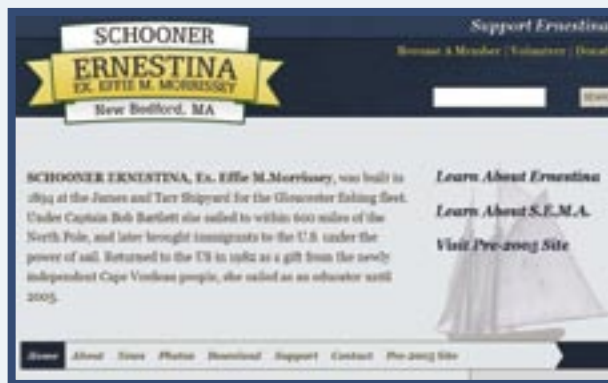 SCHOONER
ERNESTINA
EX. EFFIE M. MORRISSEY
New Bedford, MA
Support Ernestina
Become A Member | Volunteer | Donat
SEAR
SCHOONER ERNESTINA, Ex. Effie M.Morrissey, was built in
1894 at the James and Tarr Shipyard for the Gloucester fishing fleet.
Under Captain Bob Bartlett she sailed to within 600 miles of the
North Pole, and later brought immigrants to the U.S. under the
power of sail. Returned to the US in 1982 as a gift from the newly
independent Cape Verdean people, she sailed as an educator until
2005.
Learn About Ernestina
Learn About S.E.M.A.
Visit Pre-2005 Site
Home About News Photos Download Support Contact Pre-2005 Site